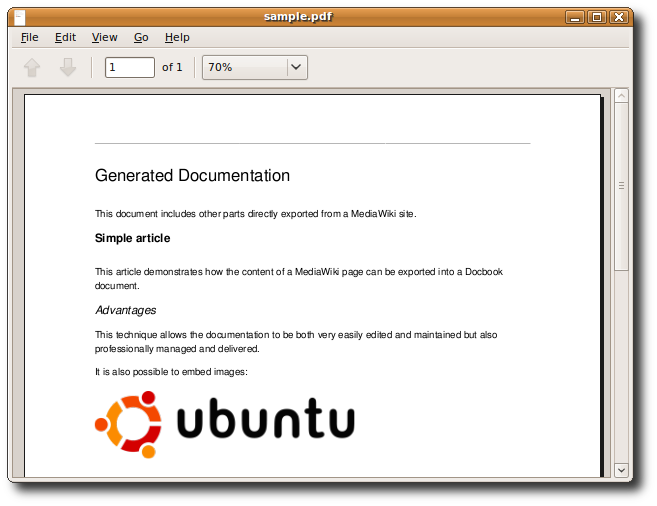 sample.pdf
File Edit View Go Help
1 of 1 70%
Generated Documentation
This document includes other parts directly exported from a MediaWiki site.
Simple article
This article demonstrates how the content of a MediaWiki page can be exported into a Docbook
document.
Advantages
This technique allows the documentation to be both very easily edited and maintained but also
professionally managed and delivered.
It is also possible to embed images:
ubuntu